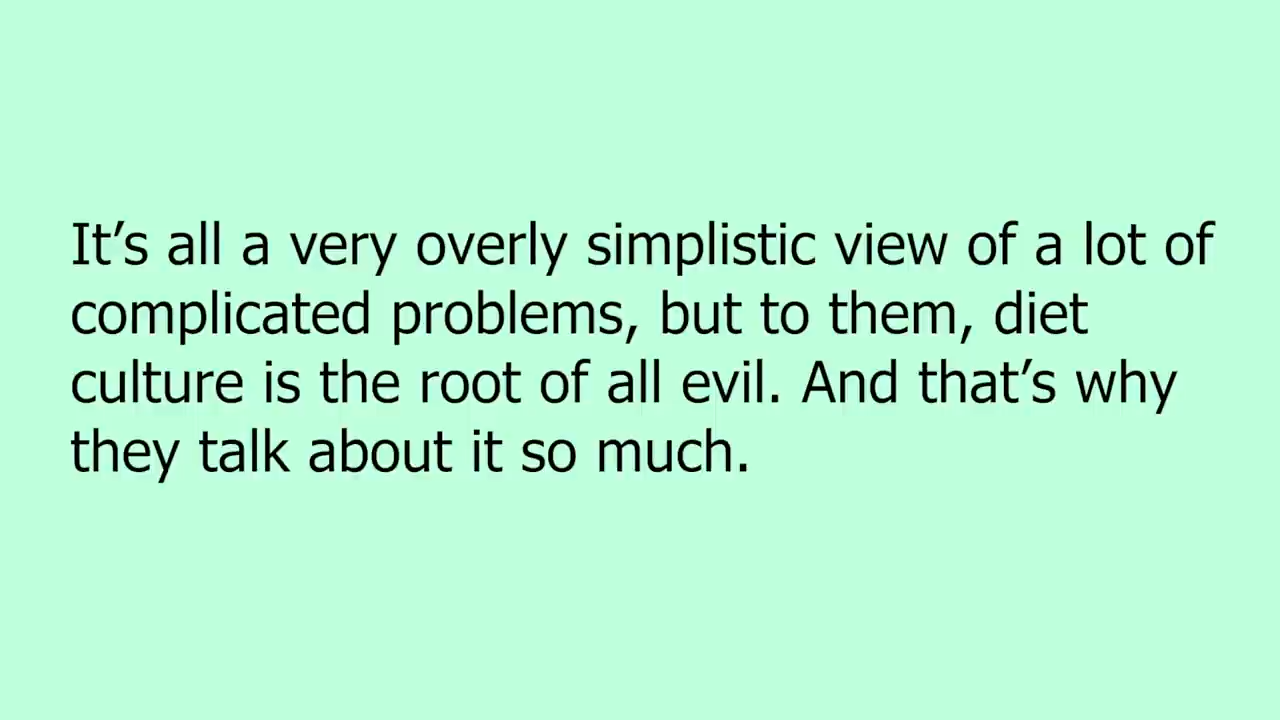 It’s all a very overly simplistic view of a lot of
complicated problems, but to them, diet
culture is the root of all evil. And that’s why
they talk about it so much.